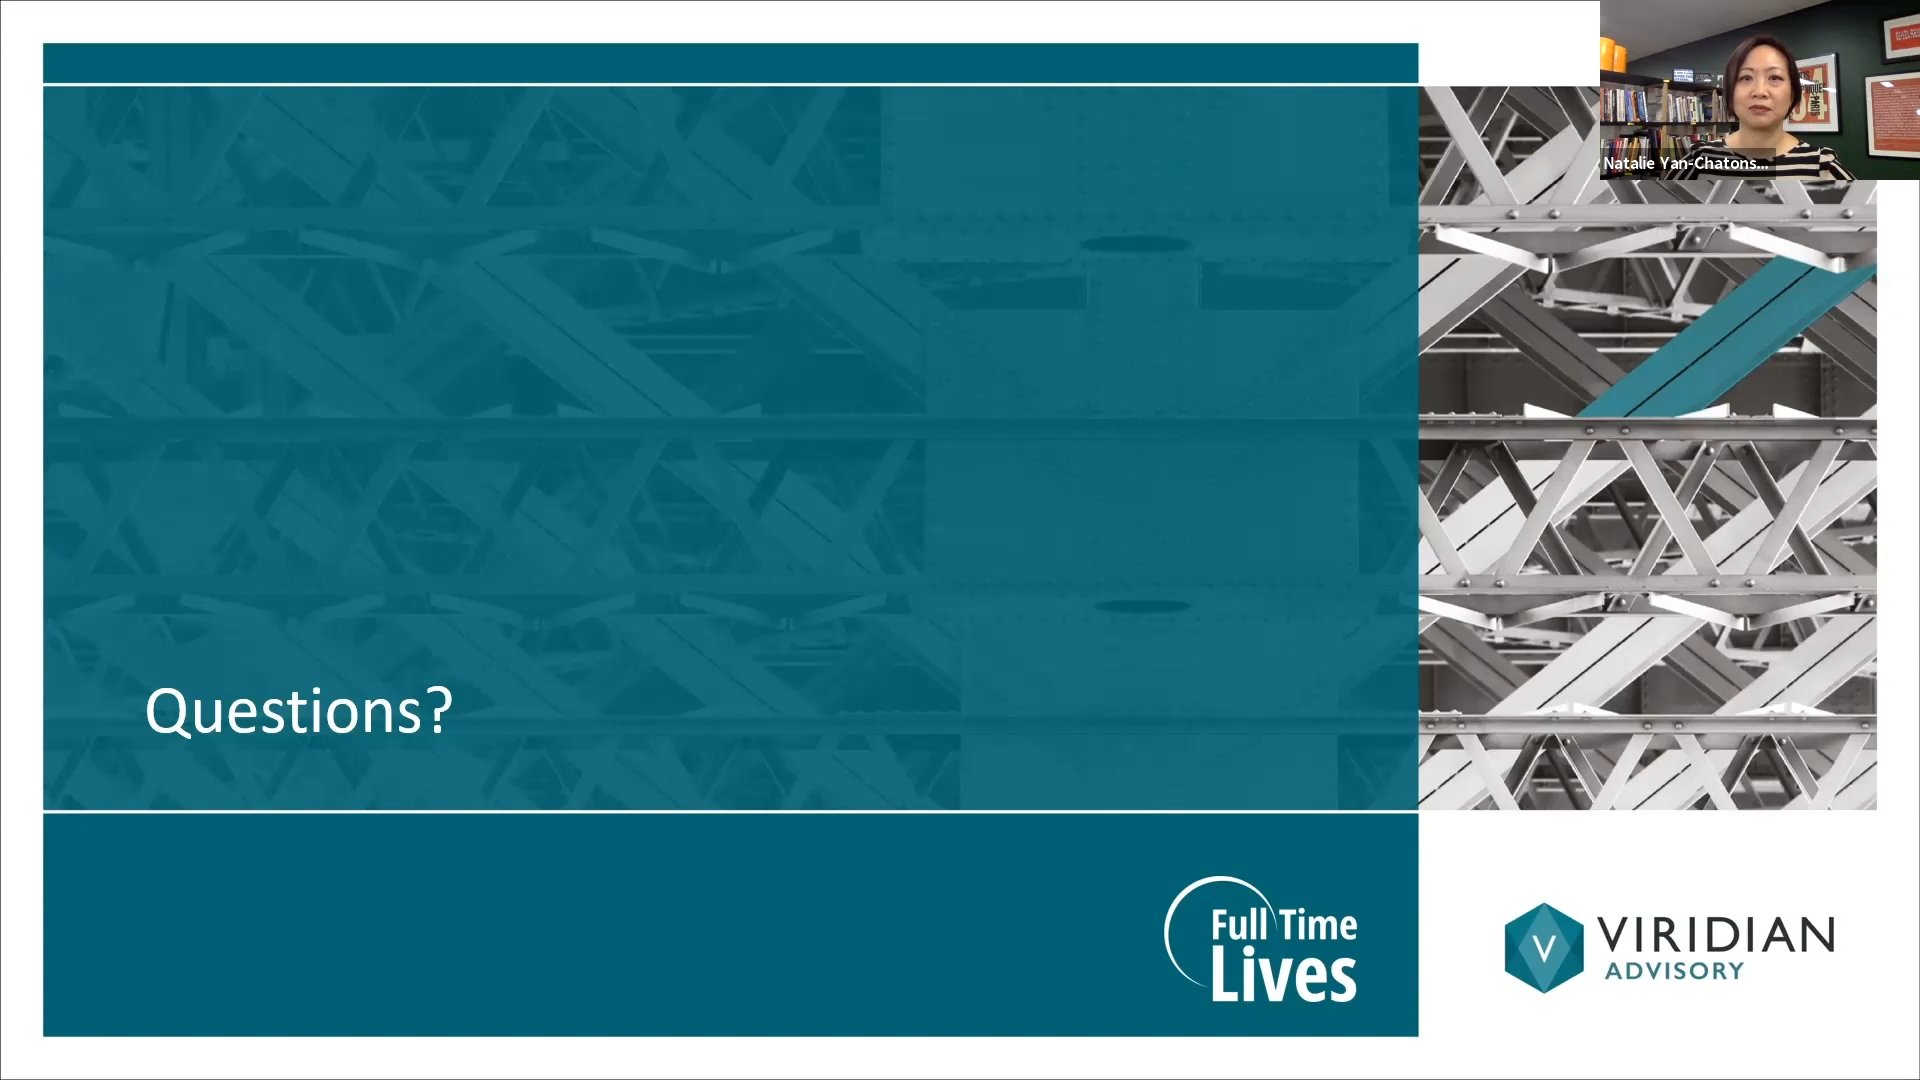 Natalie Yan-Chatons...
Questions?
Full Time
Lives
V
VIRIDIAN
ADVISORY